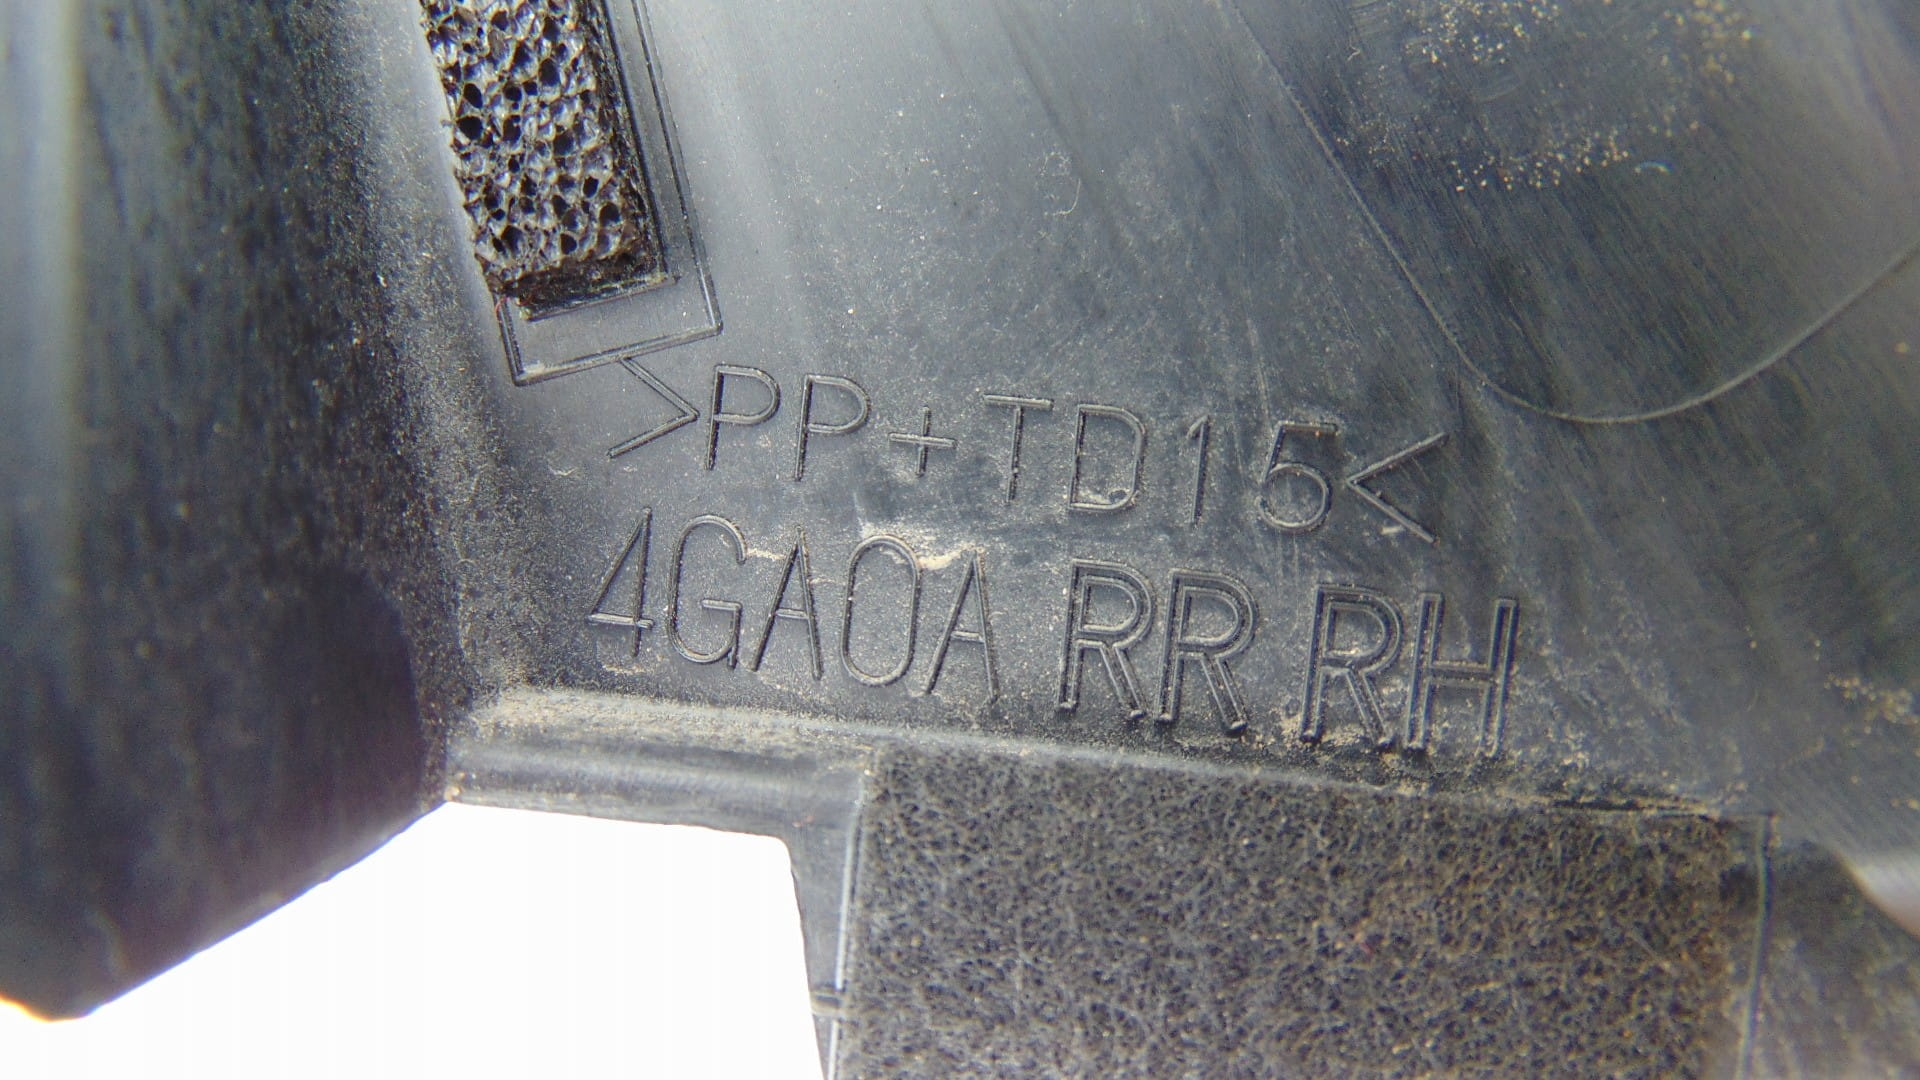 >PP+TD15<
4GA0A RR RH